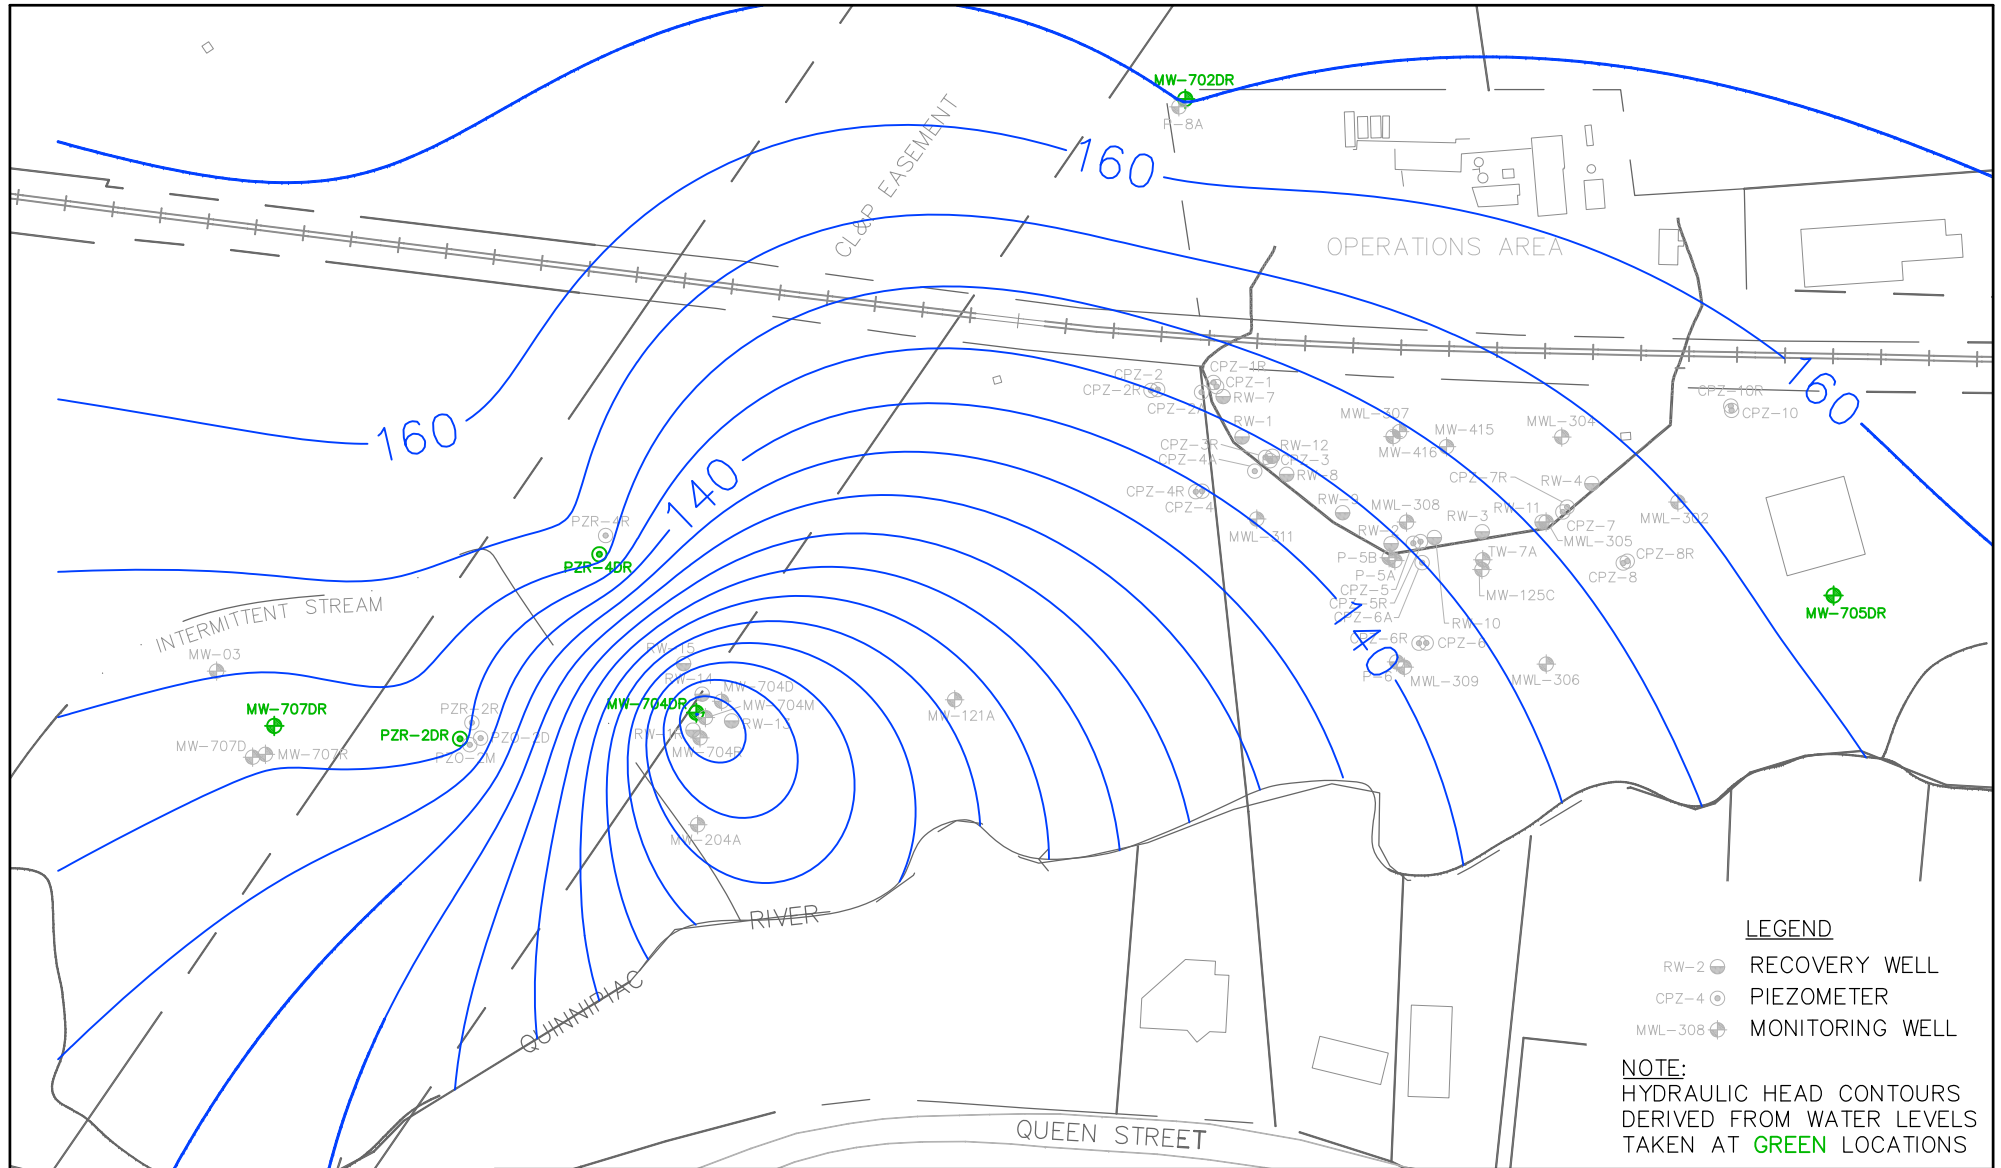 MW-702DR
P-8A
160
CL&P EASEMENT
OPERATIONS AREA
CPZ-2
CPZ-1R
CPZ-2R
CPZ-1
CPZ-2A
RW-7
160
CPZ-10R
CPZ-10
MWL-307
MW-415
MWL-304
RW-1
160
MW-416
CPZ-3R
RW-12
CPZ-4A
CPZ-3
RW-8
CPZ-7R
RW-4
140
CPZ-4R
CPZ-4
RW-9
MWL-308
RW-3
RW-11
MWL-302
PZR-4R
MWL-311
RW-2
CPZ-7
MWL-305
PZR-4DR
P-5B
P-5A
TW-7A
CPZ-8R
CPZ-8
CPZ-5
MW-125C
MW-705DR
INTERMITTENT STREAM
CPZ-5R
CPZ-6A
RW-10
140
MW-03
RW-15
CPZ-6R
CPZ-6
RW-14
MW-704D
P-6
MWL-309
MWL-306
MW-707DR
PZR-2R
MW-704DR
MW-704M
MW-121A
PZR-2DR
PZO-2D
RW-13
MW-707D
MW-707R
PZO-2M
RW-1R
MW-704B
MW-204A
QUINNIPIAC RIVER
QUEEN STREET
LEGEND
RW-2 RECOVERY WELL
CPZ-4 PIEZOMETER
MWL-308 MONITORING WELL
NOTE:
HYDRAULIC HEAD CONTOURS
DERIVED FROM WATER LEVELS
TAKEN AT GREEN LOCATIONS